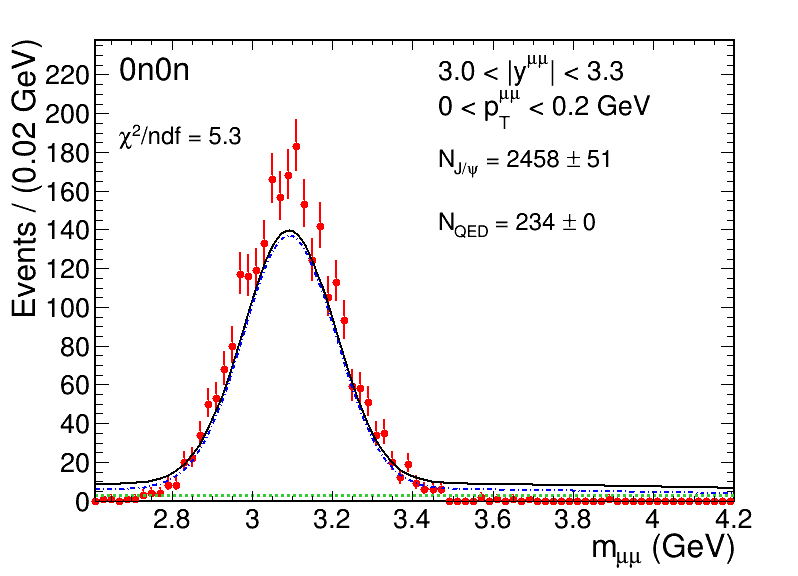 0n0n
3.0 < |y^μμ| < 3.3
0 < p_T^μμ < 0.2 GeV
χ²/ndf = 5.3
N_J/ψ = 2458 ± 51
N_QED = 234 ± 0
Events / (0.02 GeV)
220
200
180
160
140
120
100
80
60
40
20
0
2.8 3 3.2 3.4 3.6 3.8 4 4.2
m_μμ (GeV)